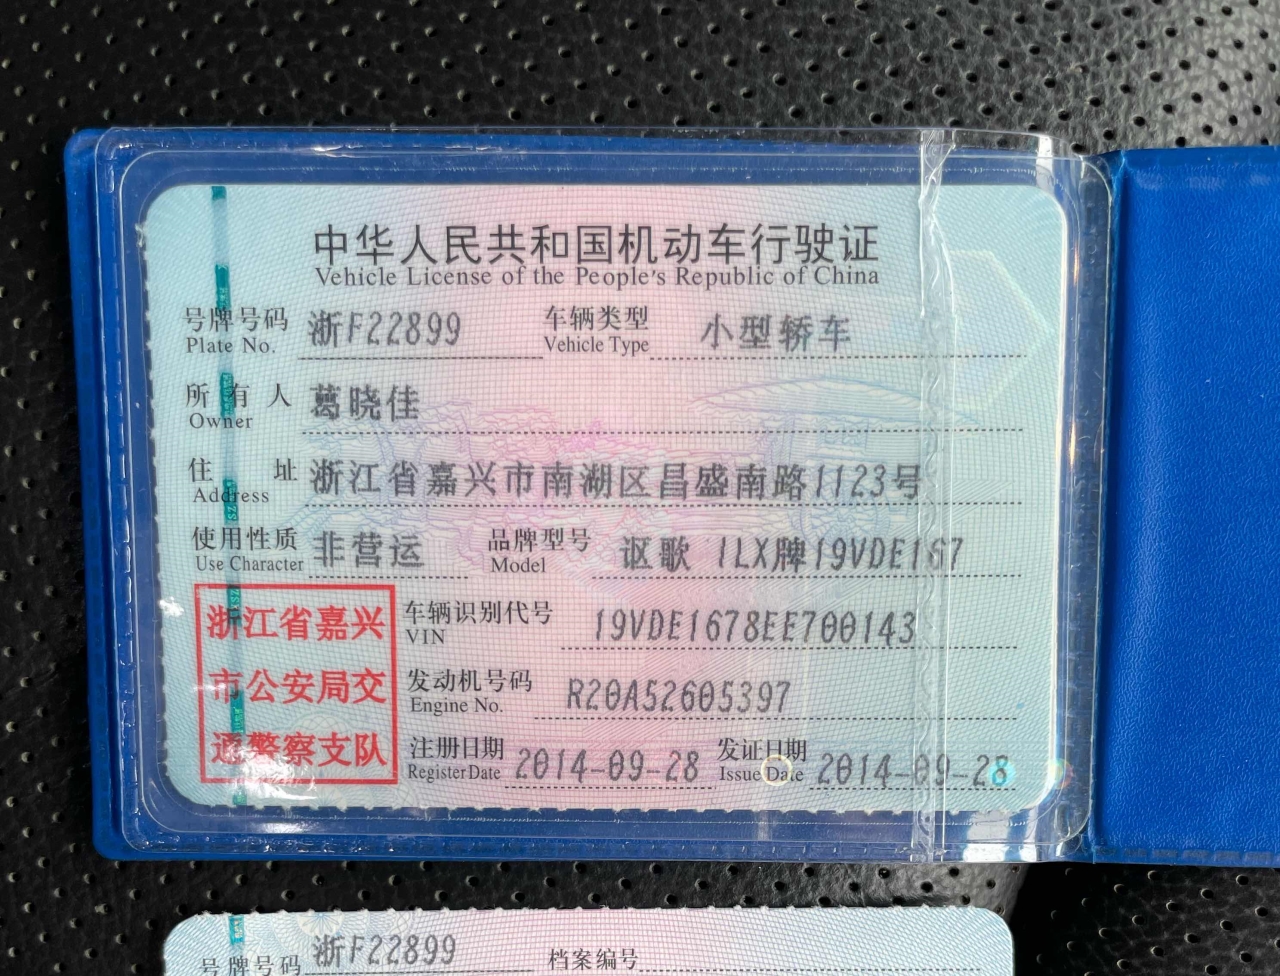 中华人民共和国机动车行驶证
Vehicle License of the People's Republic of China
号牌号码 浙F22899 车辆类型 小型轿车
Plate No. Vehicle Type
所有人 葛晓佳
Owner
住址 浙江省嘉兴市南湖区昌盛南路1123号
Address
使用性质 非营运 品牌型号 讴歌 ILX牌19VDE167
Use Character Model
浙江省嘉兴
市公安局交
通警察支队
车辆识别代号 19VDE1678EE700143
VIN
发动机号码 R20A52605397
Engine No.
注册日期 2014-09-28 发证日期 2014-09-28
Register Date Issue Date
号牌号码 浙F22899 档案编号